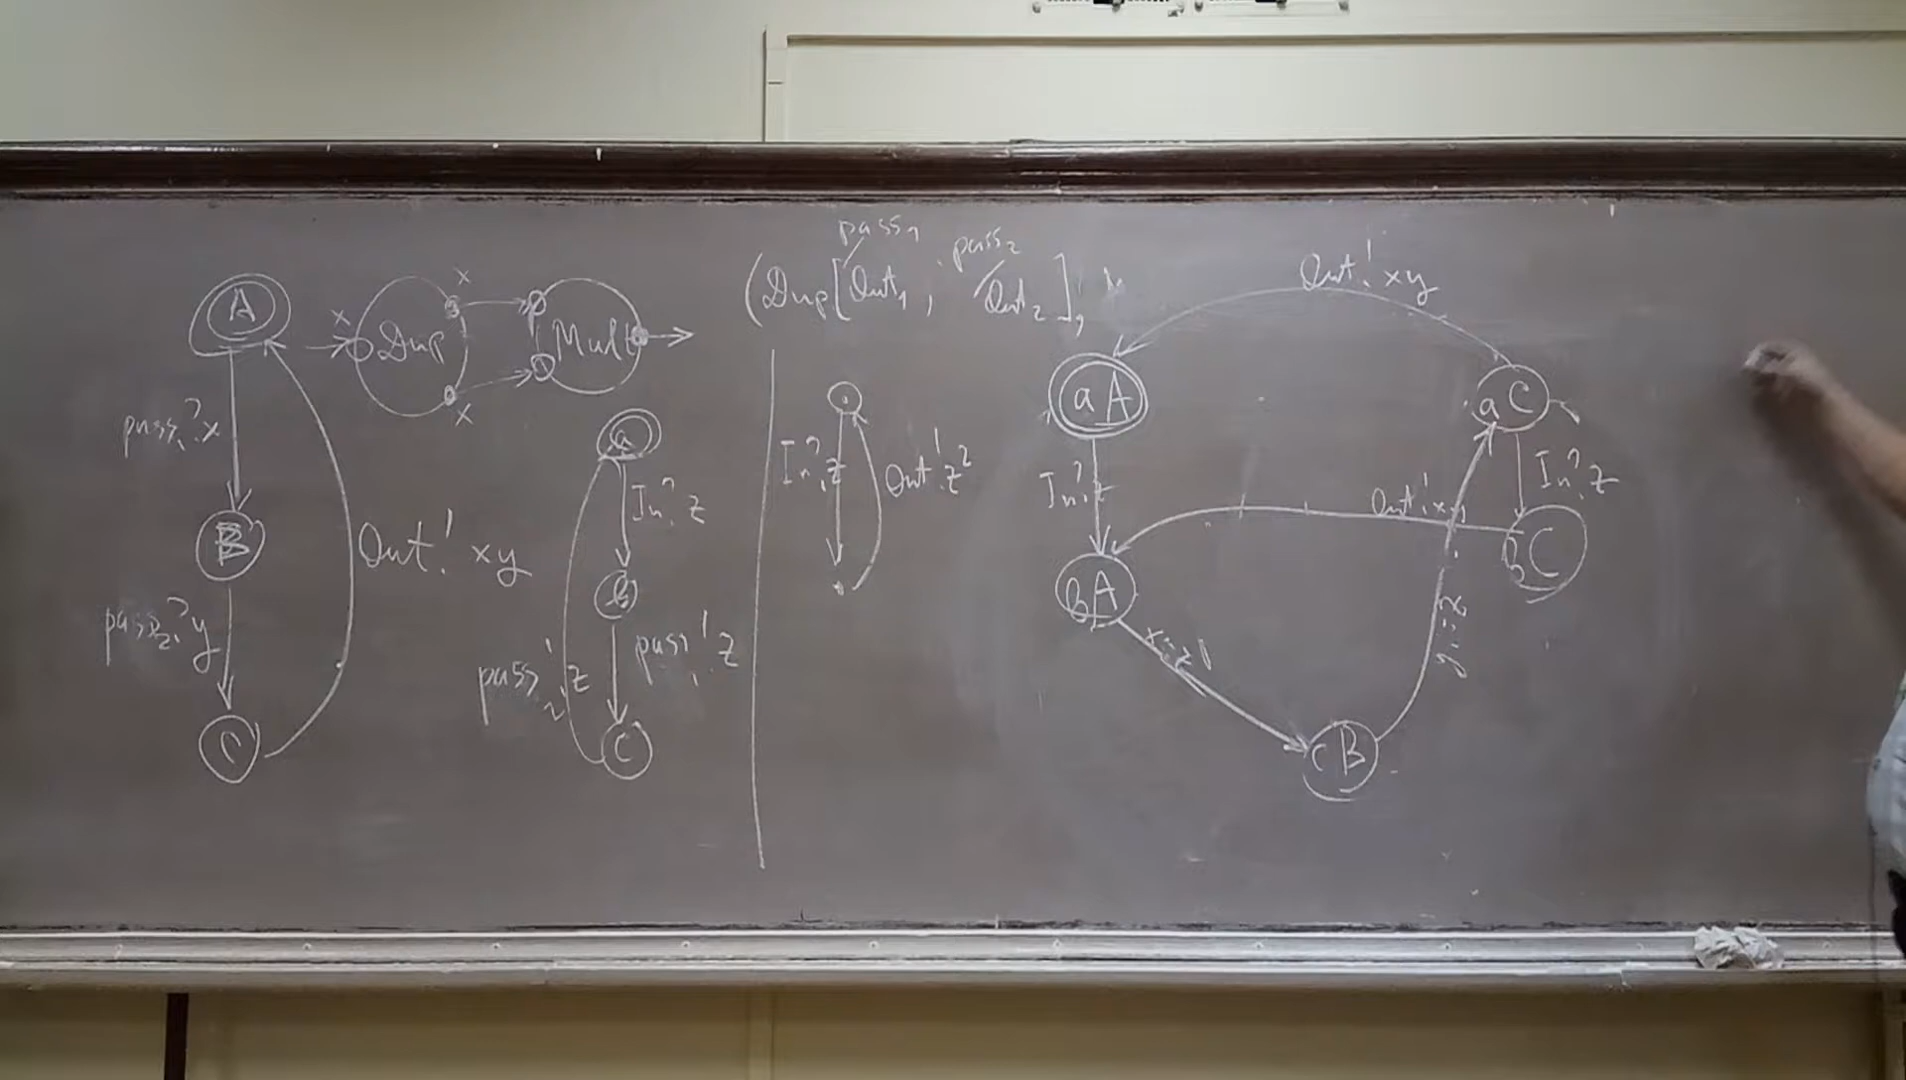 pass₁ pass₂
(Dup[Out₁, Out₂],
A
x
x
x
Dup
Mult
pass₁?x
B
pass₂?y
C
Out! xy
a
In?z
b
pass₁!z
pass₂!z
C
In?z
Out!z²
Out!xy
aA
aC
In?z
In?z
Out!xy
bA
bC
x:=z
y:=z
cB